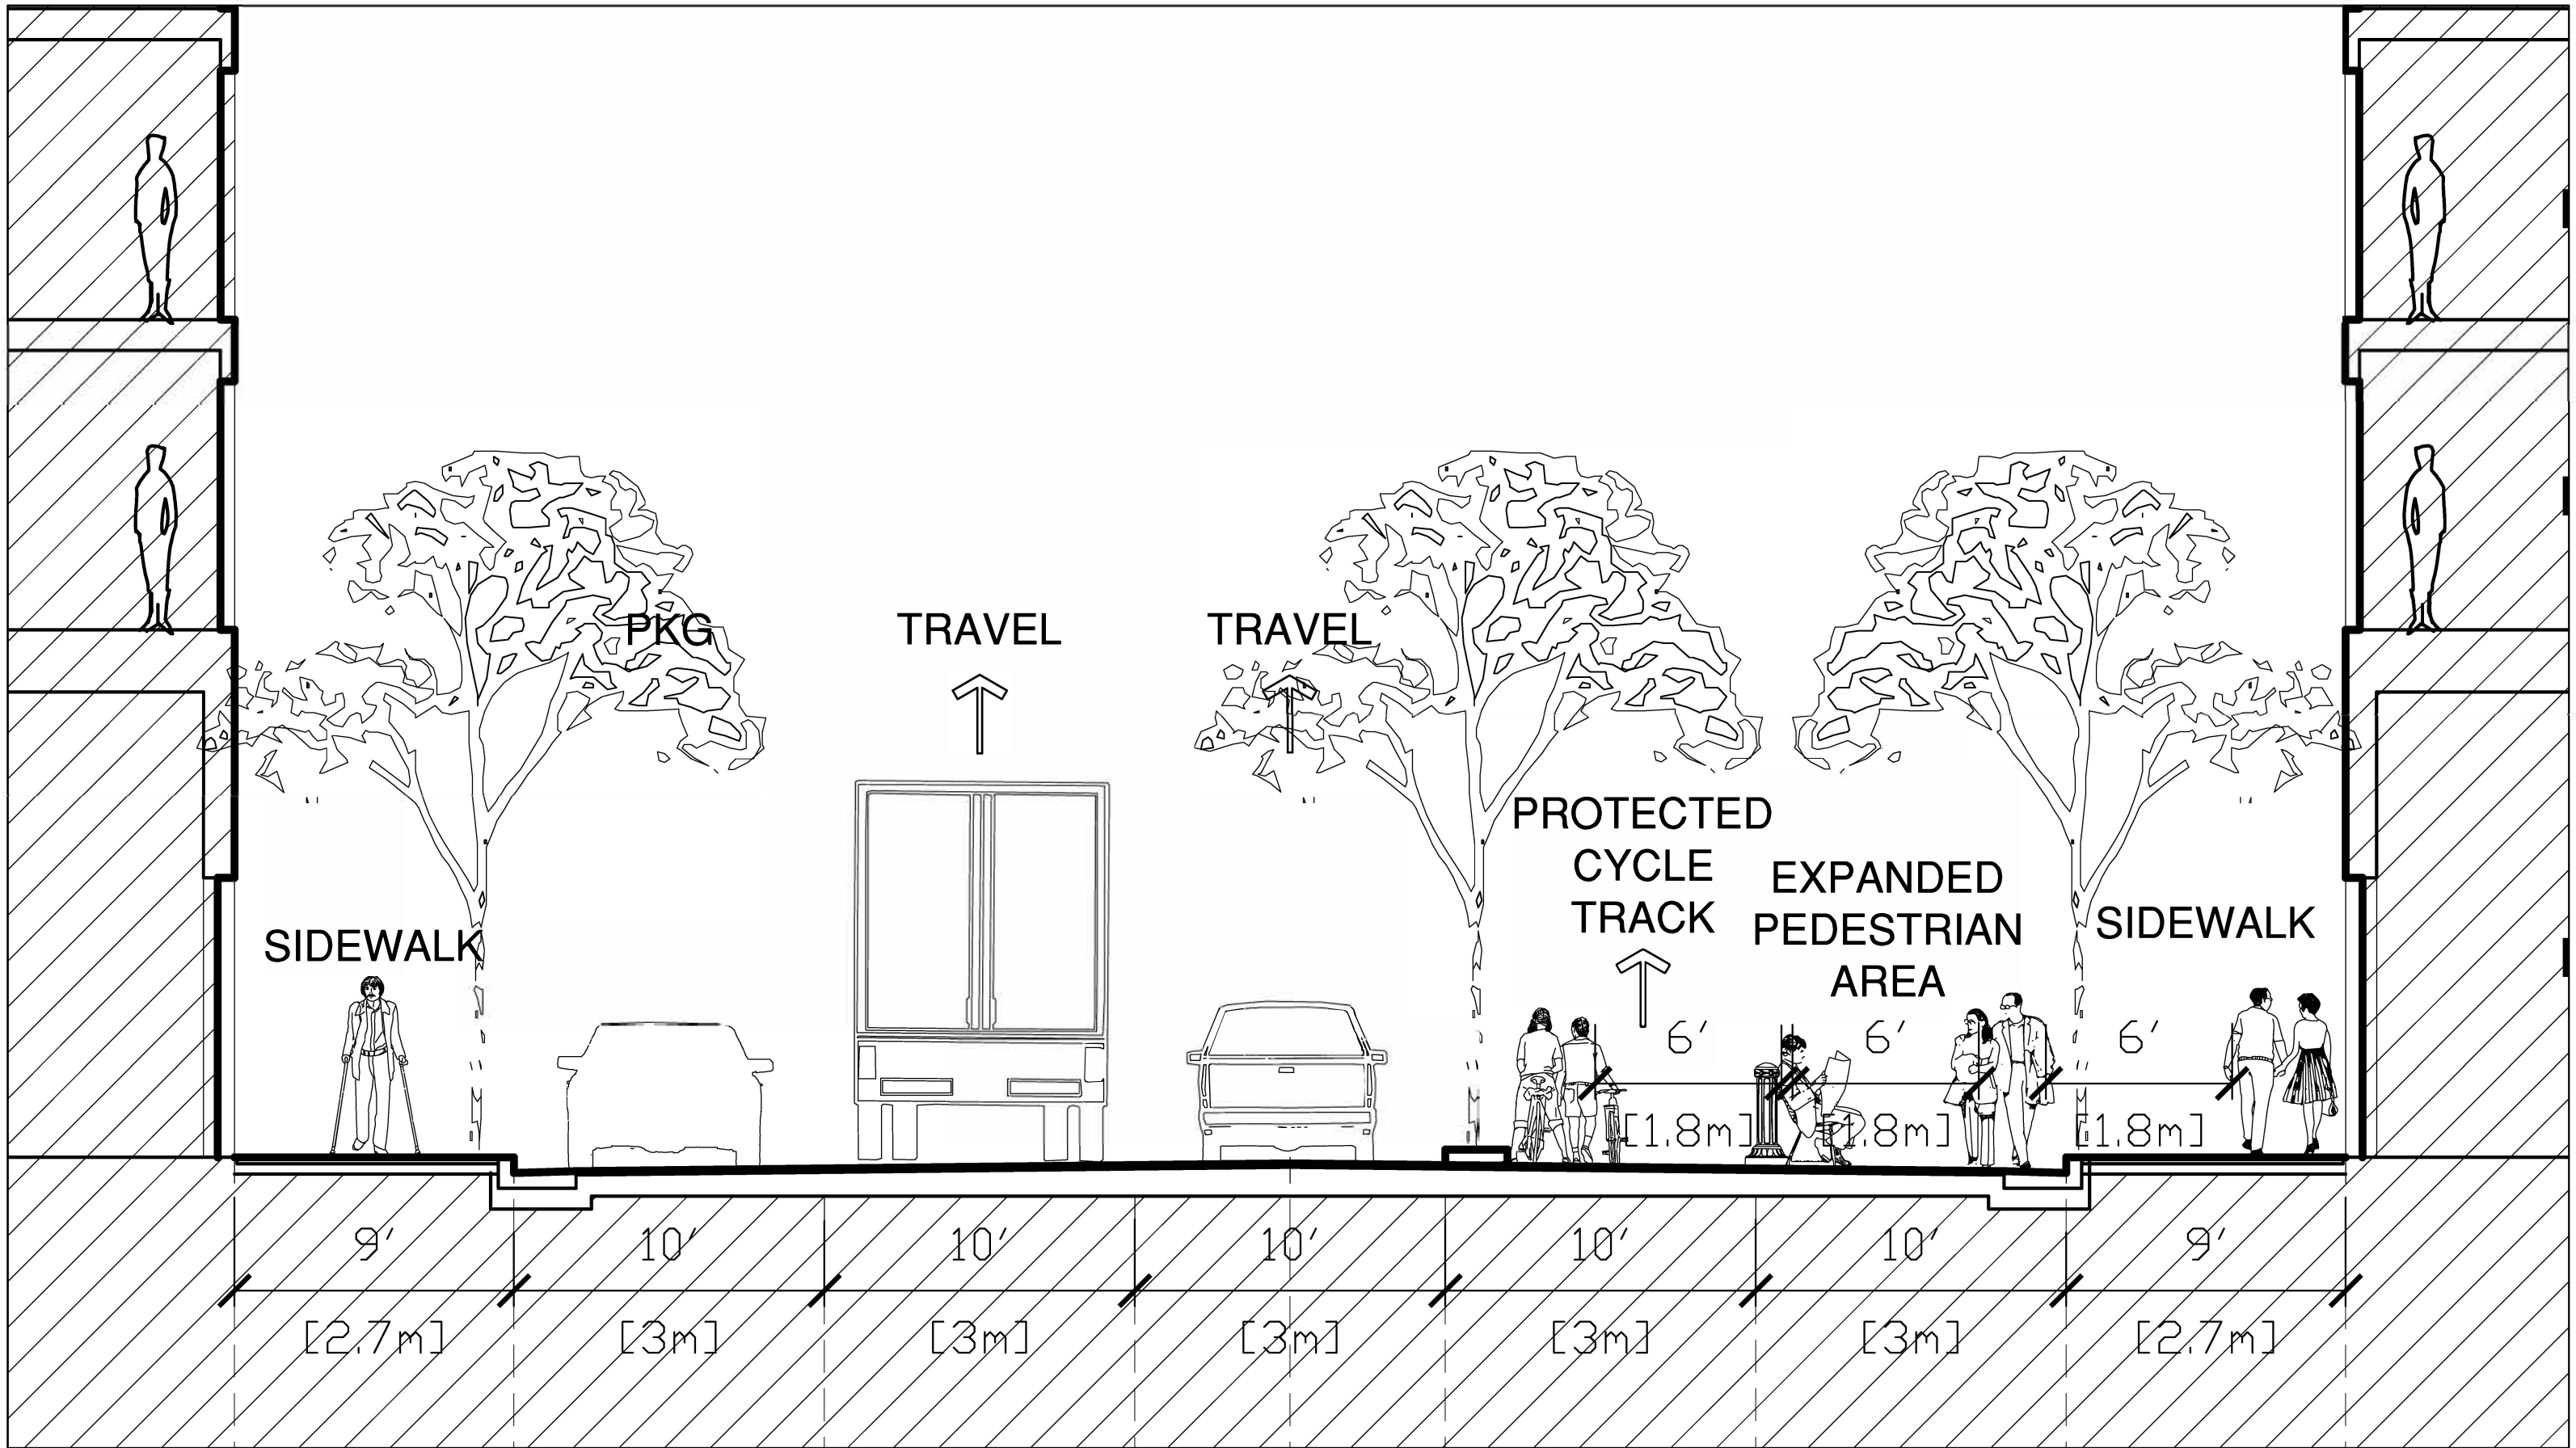 PKG
TRAVEL
TRAVEL
PROTECTED
CYCLE
TRACK
EXPANDED
PEDESTRIAN
AREA
SIDEWALK
SIDEWALK
6'
6'
6'
[1.8m]
[1.8m]
[1.8m]
9'
10'
10'
10'
10'
10'
9'
[2.7m]
[3m]
[3m]
[3m]
[3m]
[3m]
[2.7m]